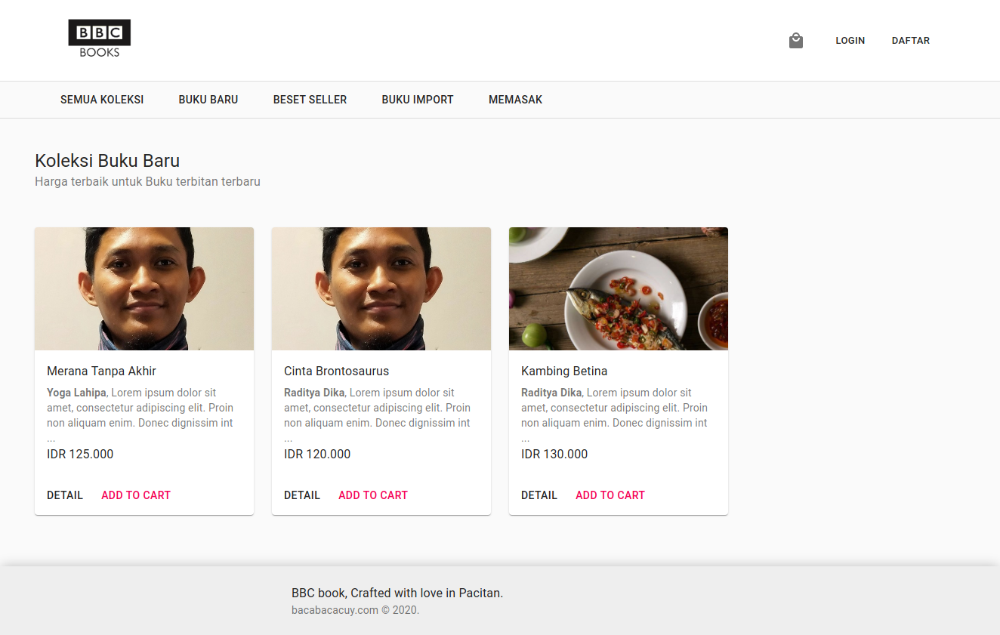 BBC
BOOKS
LOGIN DAFTAR
SEMUA KOLEKSI BUKU BARU BESET SELLER BUKU IMPORT MEMASAK
Koleksi Buku Baru
Harga terbaik untuk Buku terbitan terbaru
Merana Tanpa Akhir
Yoga Lahipa, Lorem ipsum dolor sit
amet, consectetur adipiscing elit. Proin
non aliquam enim. Donec dignissim int
...
IDR 125.000
DETAIL ADD TO CART
Cinta Brontosaurus
Raditya Dika, Lorem ipsum dolor sit
amet, consectetur adipiscing elit. Proin
non aliquam enim. Donec dignissim int
...
IDR 120.000
DETAIL ADD TO CART
Kambing Betina
Raditya Dika, Lorem ipsum dolor sit
amet, consectetur adipiscing elit. Proin
non aliquam enim. Donec dignissim int
...
IDR 130.000
DETAIL ADD TO CART
BBC book, Crafted with love in Pacitan.
bacabacacuy.com © 2020.